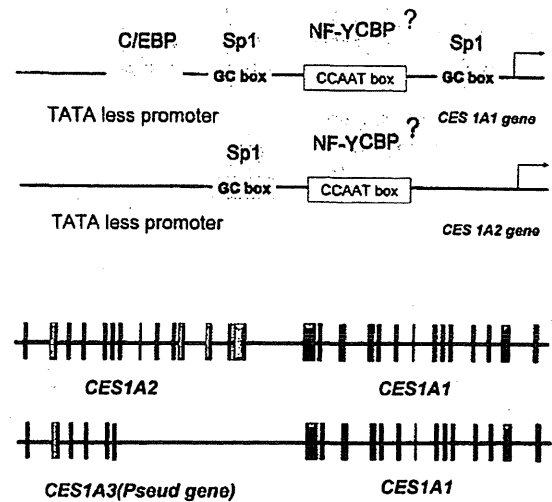 C/EBP Sp1 NF-YCBP ? Sp1
GC box CCAAT box GC box
TATA less promoter CES 1A1 gene
Sp1 NF-YCBP ?
GC box CCAAT box
TATA less promoter CES 1A2 gene
CES1A2 CES1A1
CES1A3(Pseud gene) CES1A1